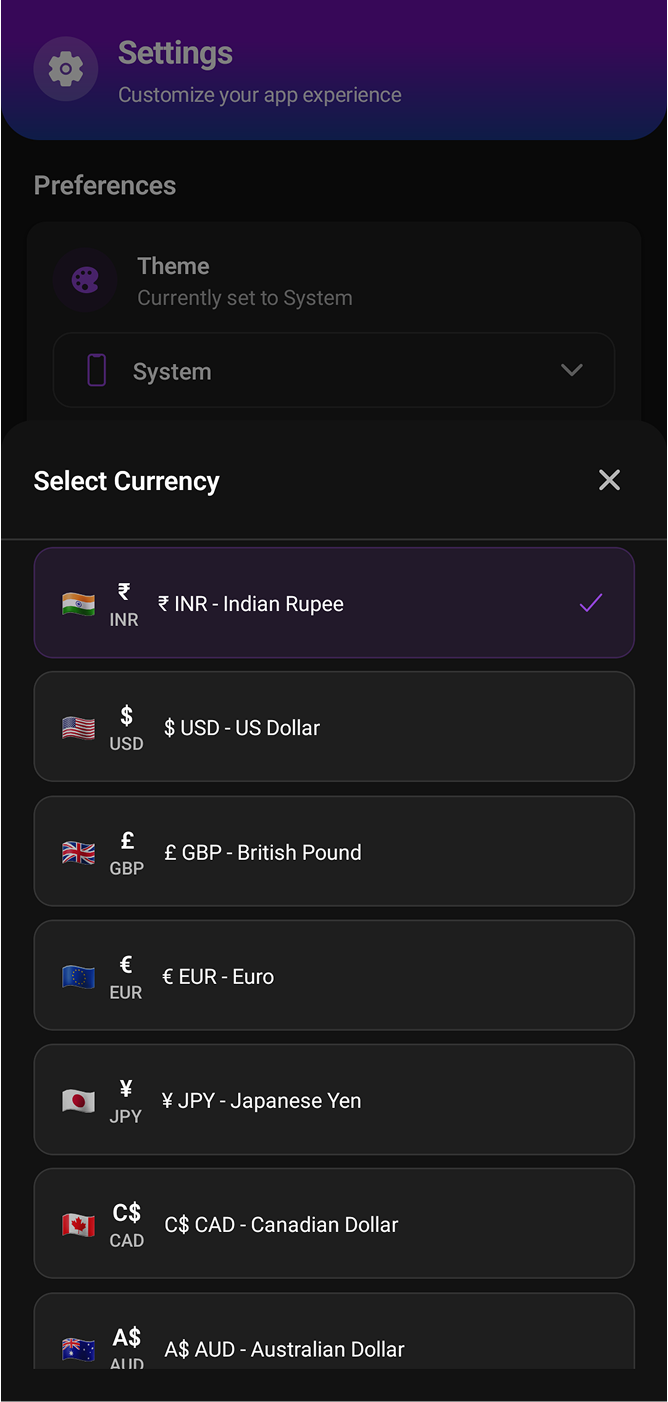 Settings
Customize your app experience
Preferences
Theme
Currently set to System
System
Select Currency
₹
INR
₹ INR - Indian Rupee
$
USD
$ USD - US Dollar
£
GBP
£ GBP - British Pound
€
EUR
€ EUR - Euro
¥
JPY
¥ JPY - Japanese Yen
C$
CAD
C$ CAD - Canadian Dollar
A$
AUD
A$ AUD - Australian Dollar